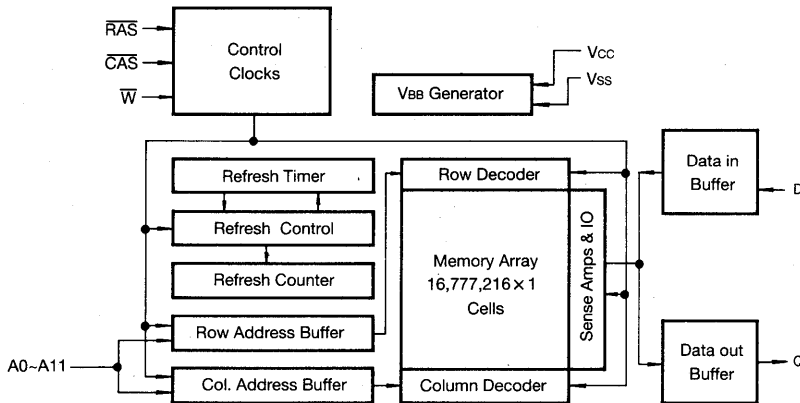 RAS
CAS
W
Control
Clocks
VBB Generator
Vcc
Vss
Refresh Timer
Refresh Control
Refresh Counter
Row Address Buffer
Col. Address Buffer
A0~A11
Row Decoder
Memory Array
16,777,216×1
Cells
Column Decoder
Sense Amps & IO
Data in
Buffer
Data out
Buffer
Q